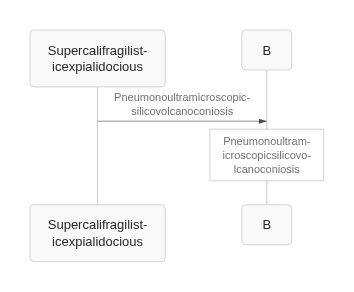 Supercalifragilist-
icexpialidocious
B
Pneumonoultramicroscopic-
silicovolcanoconiosis
Pneumonoultram-
icroscopicsilicovo-
lcanoconiosis
Supercalifragilist-
icexpialidocious
B